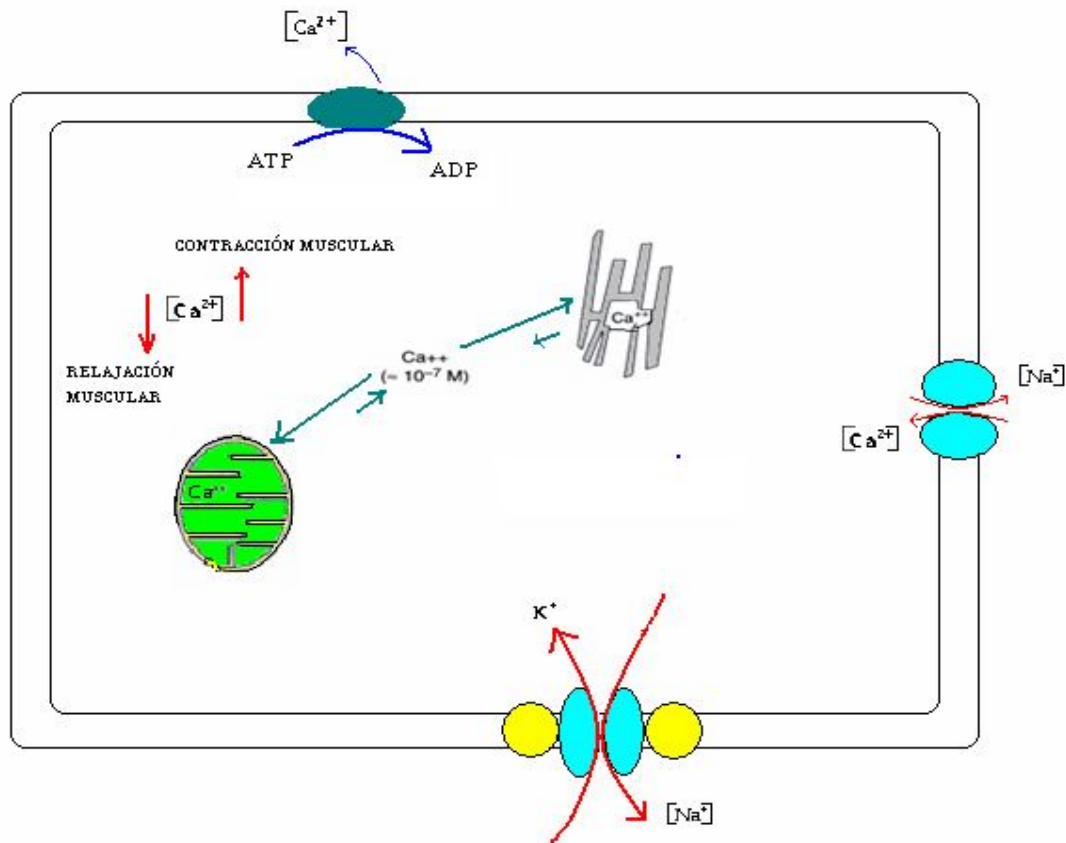 [Ca²⁺]
ATP
ADP
CONTRACCIÓN MUSCULAR
[Ca²⁺]
RELAJACIÓN
MUSCULAR
Ca++
(~ 10⁻⁷ M)
Ca⁺⁺
[Na⁺]
[Ca²⁺]
Ca⁺⁺
K⁺
[Na⁺]